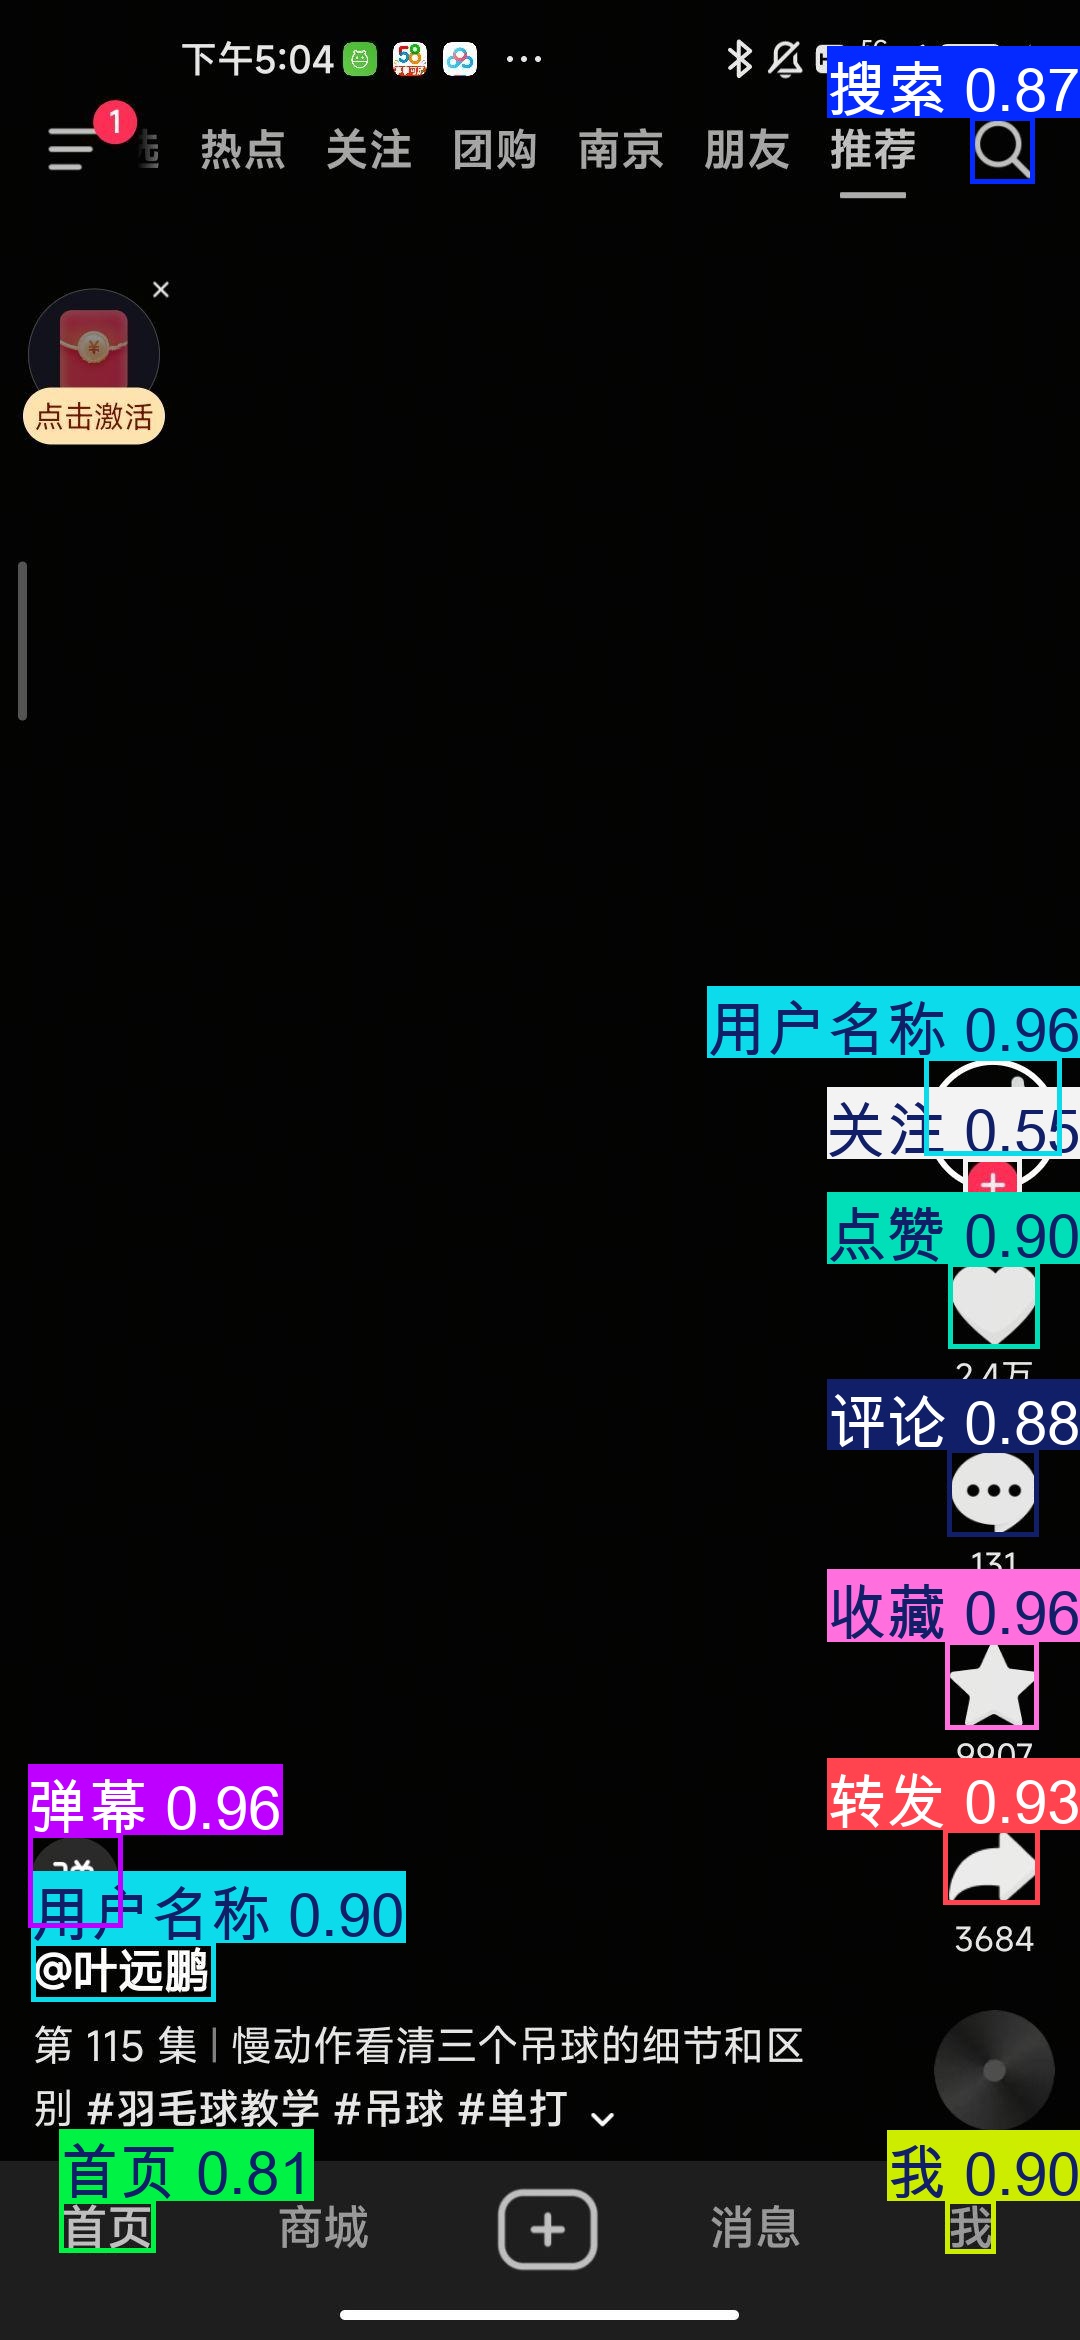 下午5:04
58
搜索 0.87
1
热点 关注 团购 南京 朋友 推荐
点击激活
用户名称 0.96
关注 0.55
点赞 0.90
2.4万
评论 0.88
131
收藏 0.96
9907
转发 0.93
3684
弹幕 0.96
用户名称 0.90
@叶远鹏
第 115 集 | 慢动作看清三个吊球的细节和区
别 #羽毛球教学 #吊球 #单打
首页 0.81
我 0.90
首页 商城 消息 我